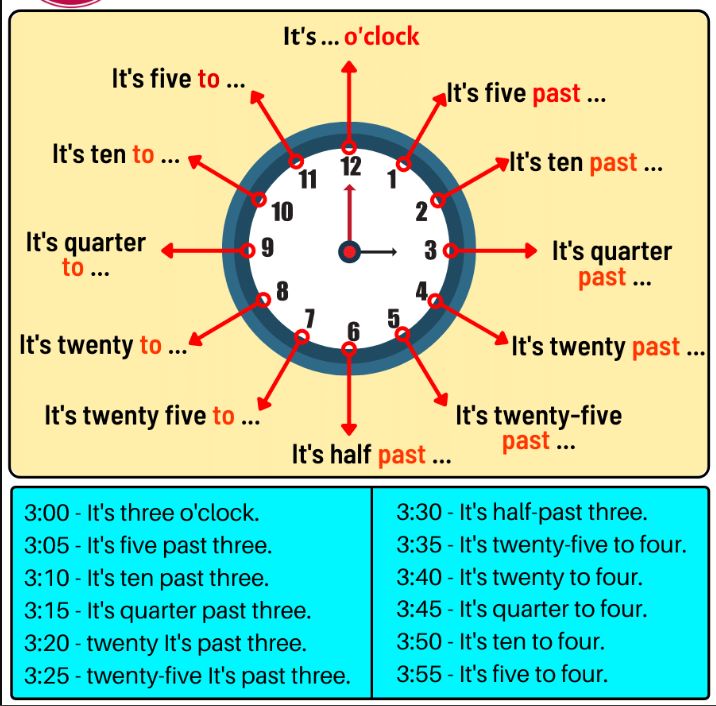 It's ... o'clock
It's five to ...
It's five past ...
It's ten to ...
It's ten past ...
12
11
1
10
2
It's quarter
to ...
9
3
It's quarter
past ...
8
4
7
6
5
It's twenty to ...
It's twenty past ...
It's twenty five to ...
It's twenty-five
past ...
It's half past ...
3:00 - It's three o'clock.
3:05 - It's five past three.
3:10 - It's ten past three.
3:15 - It's quarter past three.
3:20 - twenty It's past three.
3:25 - twenty-five It's past three.
3:30 - It's half-past three.
3:35 - It's twenty-five to four.
3:40 - It's twenty to four.
3:45 - It's quarter to four.
3:50 - It's ten to four.
3:55 - It's five to four.